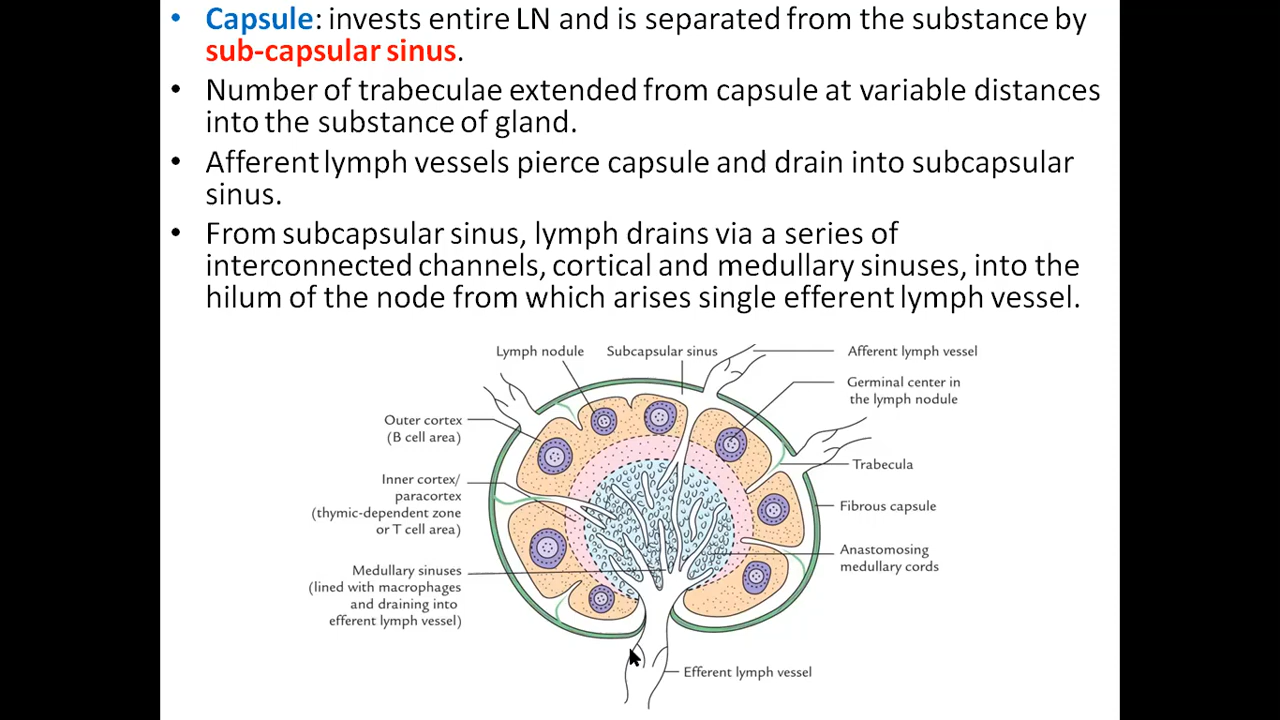 • Capsule: invests entire LN and is separated from the substance by
sub-capsular sinus.
• Number of trabeculae extended from capsule at variable distances
into the substance of gland.
• Afferent lymph vessels pierce capsule and drain into subcapsular
sinus.
• From subcapsular sinus, lymph drains via a series of
interconnected channels, cortical and medullary sinuses, into the
hilum of the node from which arises single efferent lymph vessel.
Lymph nodule
Subcapsular sinus
Afferent lymph vessel
Germinal center in
the lymph nodule
Outer cortex
(B cell area)
Trabecula
Inner cortex/
paracortex
(thymic-dependent zone
or T cell area)
Fibrous capsule
Anastomosing
medullary cords
Medullary sinuses
(lined with macrophages
and draining into
efferent lymph vessel)
Efferent lymph vessel